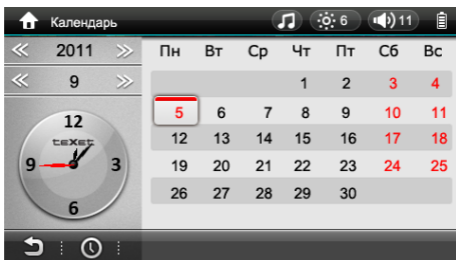 Календарь 6 11
2011 Пн Вт Ср Чт Пт Сб Вс
9
1 2 3 4
5 6 7 8 9 10 11
12 13 14 15 16 17 18
19 20 21 22 23 24 25
26 27 28 29 30
12
teXet
9 3
6